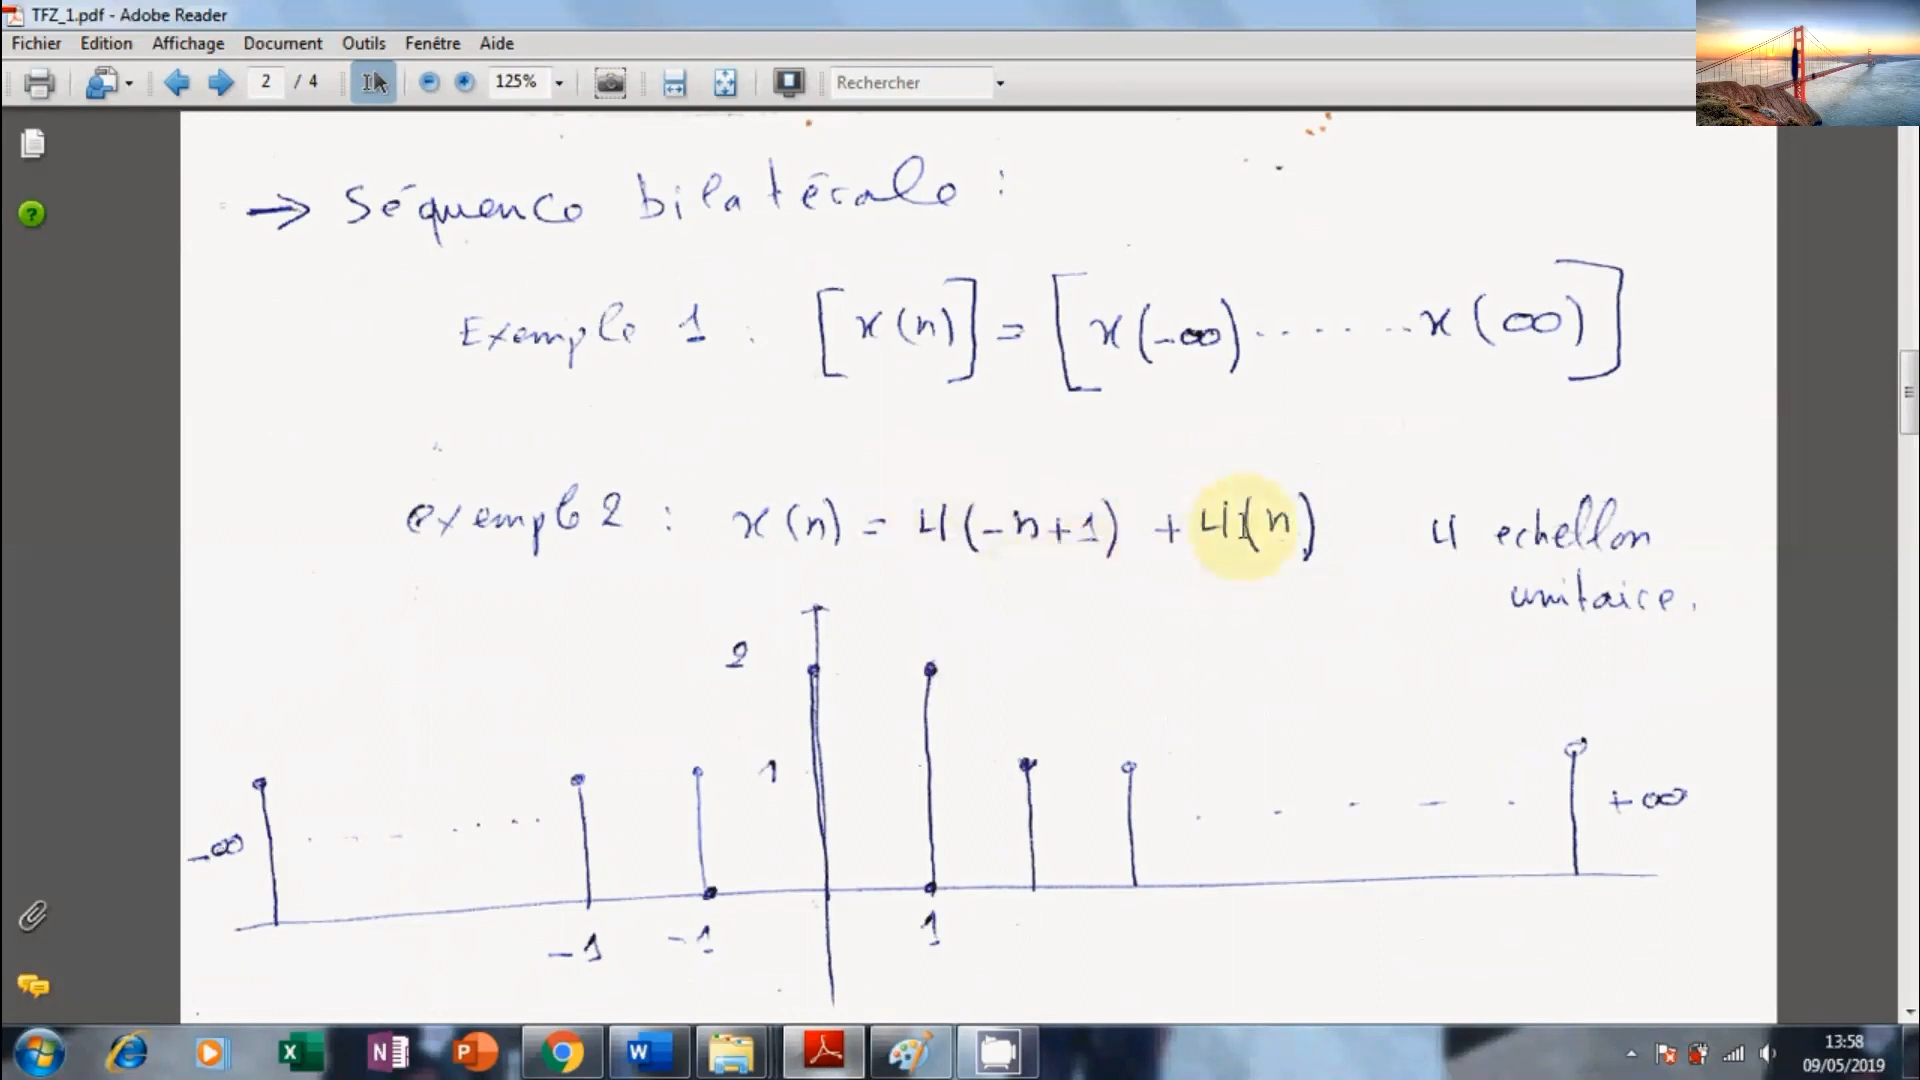 TFZ_1.pdf - Adobe Reader
Fichier Edition Affichage Document Outils Fenêtre Aide
2 / 4 125% Rechercher
→ Séquence bilatérale :
Exemple 1 : [x(n)] = [x(-∞) ....... x(∞)]
exemple 2 : x(n) = U(-n+1) + U(n) U echellon
unitaire.
2
1
-∞ +∞
-1 -1 1
13:58
09/05/2019